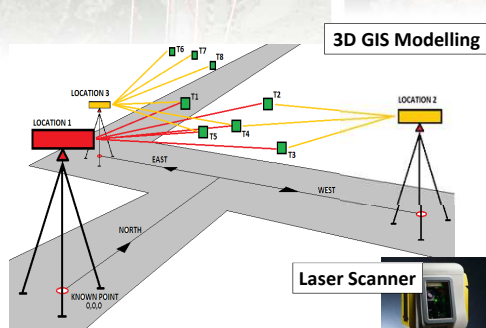 3D GIS Modelling
T6
T7
T8
LOCATION 3
T1
T2
LOCATION 2
LOCATION 1
T4
T5
T3
EAST
WEST
NORTH
KNOWN POINT
0,0,0
Laser Scanner